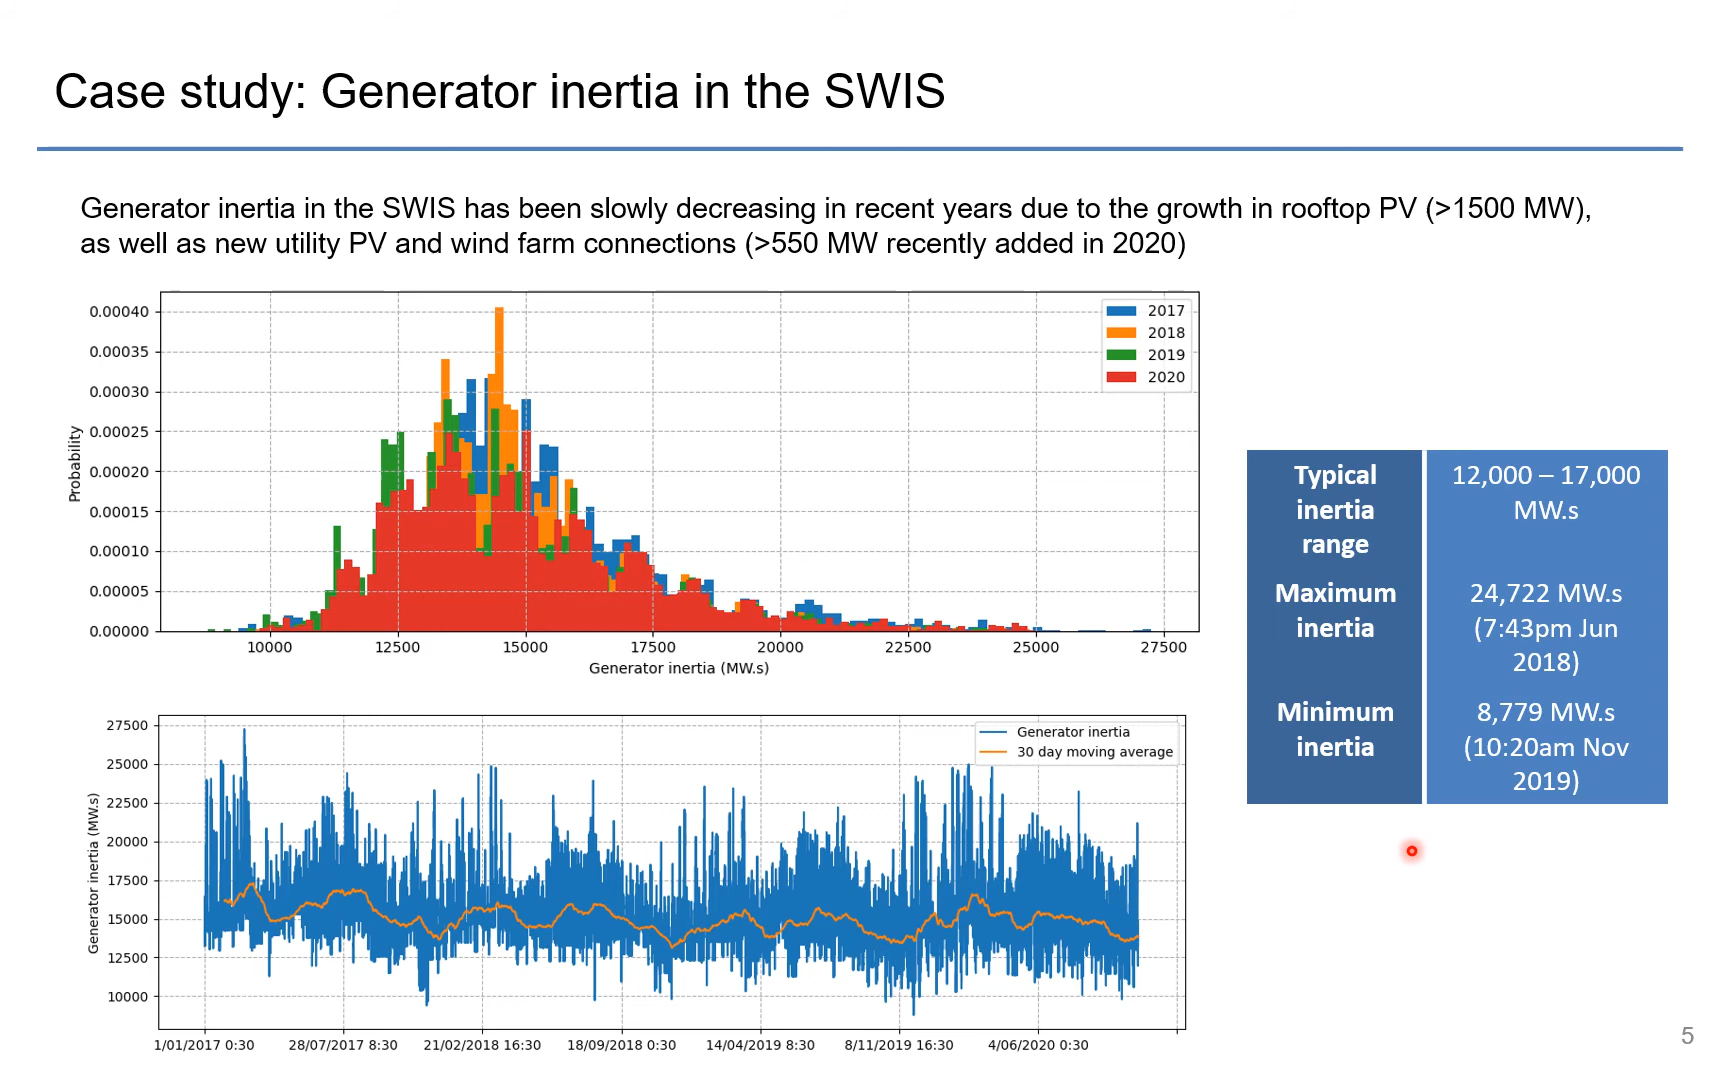 Case study: Generator inertia in the SWIS
Generator inertia in the SWIS has been slowly decreasing in recent years due to the growth in rooftop PV (>1500 MW),
as well as new utility PV and wind farm connections (>550 MW recently added in 2020)
0.00040
0.00035
0.00030
0.00025
0.00020
0.00015
0.00010
0.00005
0.00000
Probability
2017
2018
2019
2020
10000 12500 15000 17500 20000 22500 25000 27500
Generator inertia (MW.s)
27500
25000
22500
20000
17500
15000
12500
10000
Generator inertia (MW.s)
Generator inertia
30 day moving average
1/01/2017 0:30 28/07/2017 8:30 21/02/2018 16:30 18/09/2018 0:30 14/04/2019 8:30 8/11/2019 16:30 4/06/2020 0:30
Typical
inertia
range
12,000 – 17,000
MW.s
Maximum
inertia
24,722 MW.s
(7:43pm Jun
2018)
Minimum
inertia
8,779 MW.s
(10:20am Nov
2019)
5